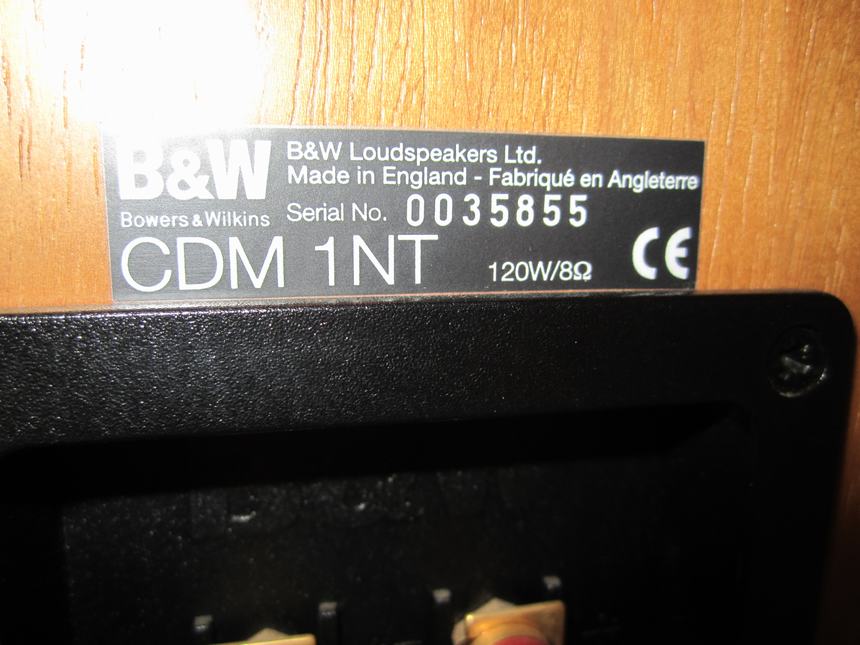 B&W
B&W Loudspeakers Ltd.
Made in England - Fabriqué en Angleterre
Bowers & Wilkins
Serial No. 0035855
CDM 1NT
120W/8Ω
CE